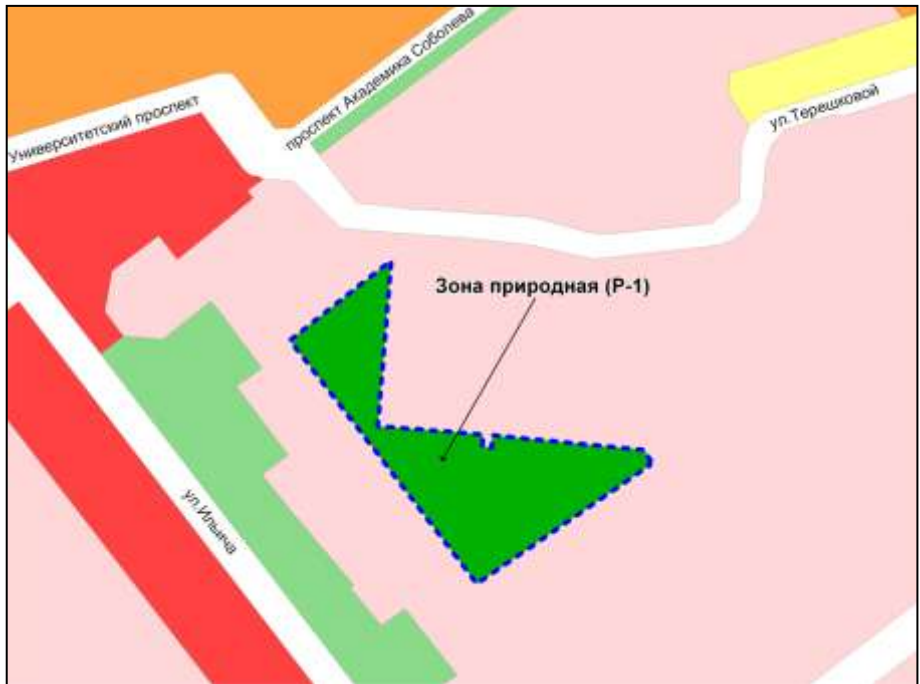 проспект Академика Соболева
Университетский проспект
ул.Терешковой
Зона природная (Р-1)
ул.Ильича